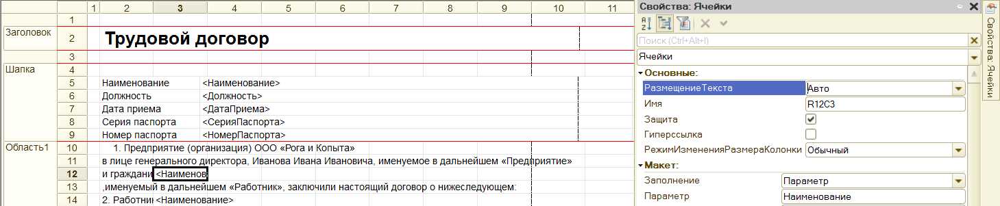 1 2 3 4 5 6 7 8 9 10 11
1
Заголовок
2 Трудовой договор
3
Шапка
4
5 Наименование <Наименование>
6 Должность <Должность>
7 Дата приема <ДатаПриема>
8 Серия паспорта <СерияПаспорта>
9 Номер паспорта <НомерПаспорта>
Область1
10 1. Предприятие (организация) ООО «Рога и Копыта»
11 в лице генерального директора, Иванова Ивана Ивановича, именуемое в дальнейшем «Предприятие»
12 и граждани <Наименов
13 ,именуемый в дальнейшем «Работник», заключили настоящий договор о нижеследующем:
14 2. Работни <Наименование>
Свойства: Ячейки
Поиск (Ctrl+Alt+I)
Ячейки
Основные:
РазмещениеТекста Авто
Имя R12C3
Защита
Гиперссылка
РежимИзмененияРазмераКолонки Обычный
Макет:
Заполнение Параметр
Параметр Наименование
Свойства: Ячейки